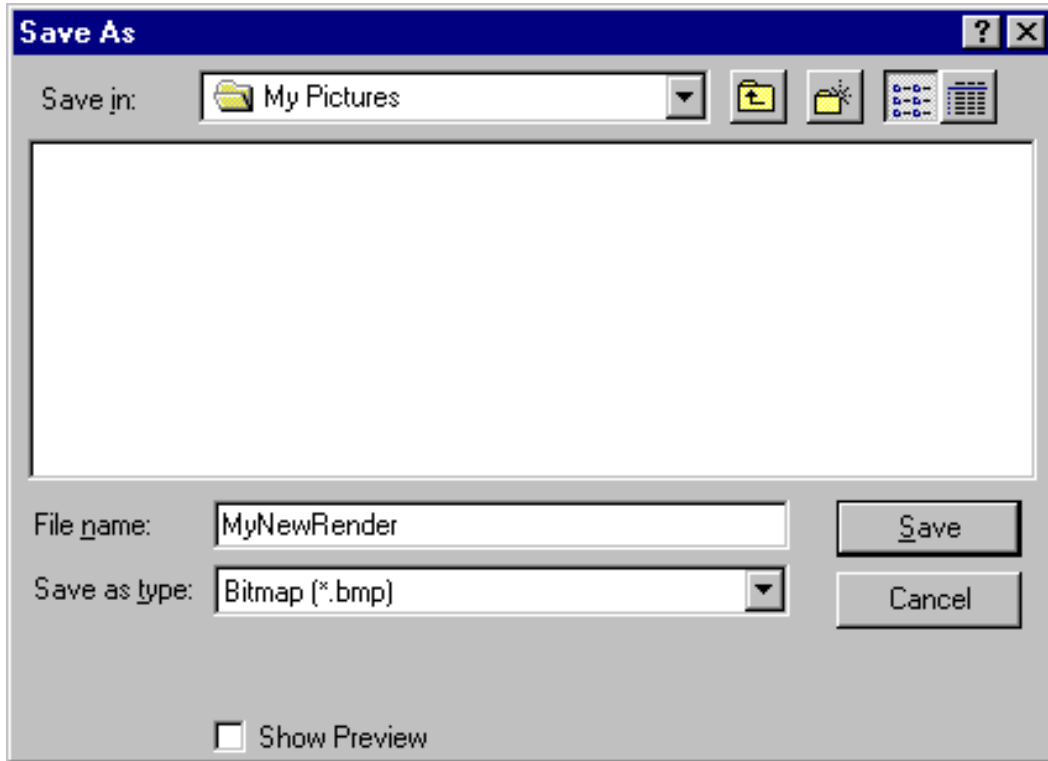 Save As
Save in: My Pictures
File name: MyNewRender Save
Save as type: Bitmap (*.bmp) Cancel
Show Preview